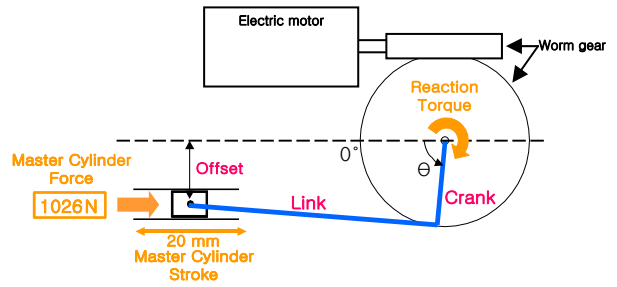 Electric motor
Worm gear
Reaction
Torque
0°
Offset
θ
Master Cylinder
Force
1026N
Link
Crank
20 mm
Master Cylinder
Stroke